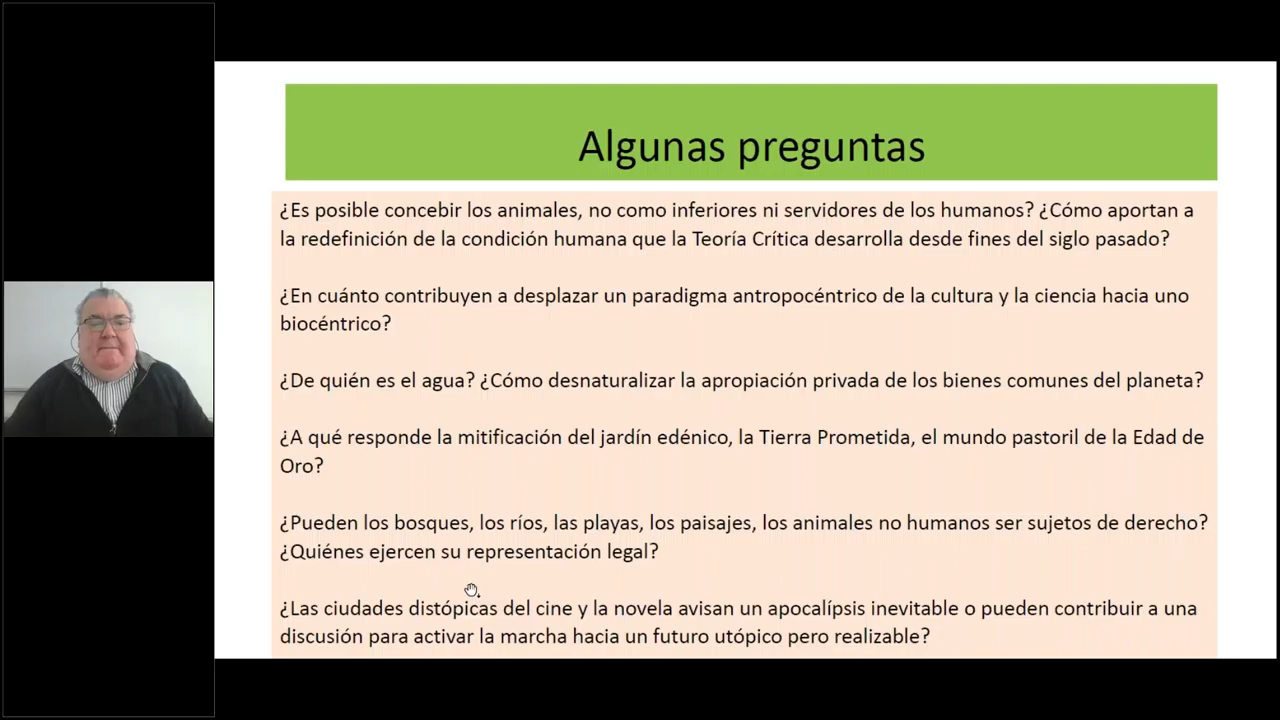 Algunas preguntas
¿Es posible concebir los animales, no como inferiores ni servidores de los humanos? ¿Cómo aportan a
la redefinición de la condición humana que la Teoría Crítica desarrolla desde fines del siglo pasado?
¿En cuánto contribuyen a desplazar un paradigma antropocéntrico de la cultura y la ciencia hacia uno
biocéntrico?
¿De quién es el agua? ¿Cómo desnaturalizar la apropiación privada de los bienes comunes del planeta?
¿A qué responde la mitificación del jardín edénico, la Tierra Prometida, el mundo pastoril de la Edad de
Oro?
¿Pueden los bosques, los ríos, las playas, los paisajes, los animales no humanos ser sujetos de derecho?
¿Quiénes ejercen su representación legal?
¿Las ciudades distópicas del cine y la novela avisan un apocalípsis inevitable o pueden contribuir a una
discusión para activar la marcha hacia un futuro utópico pero realizable?